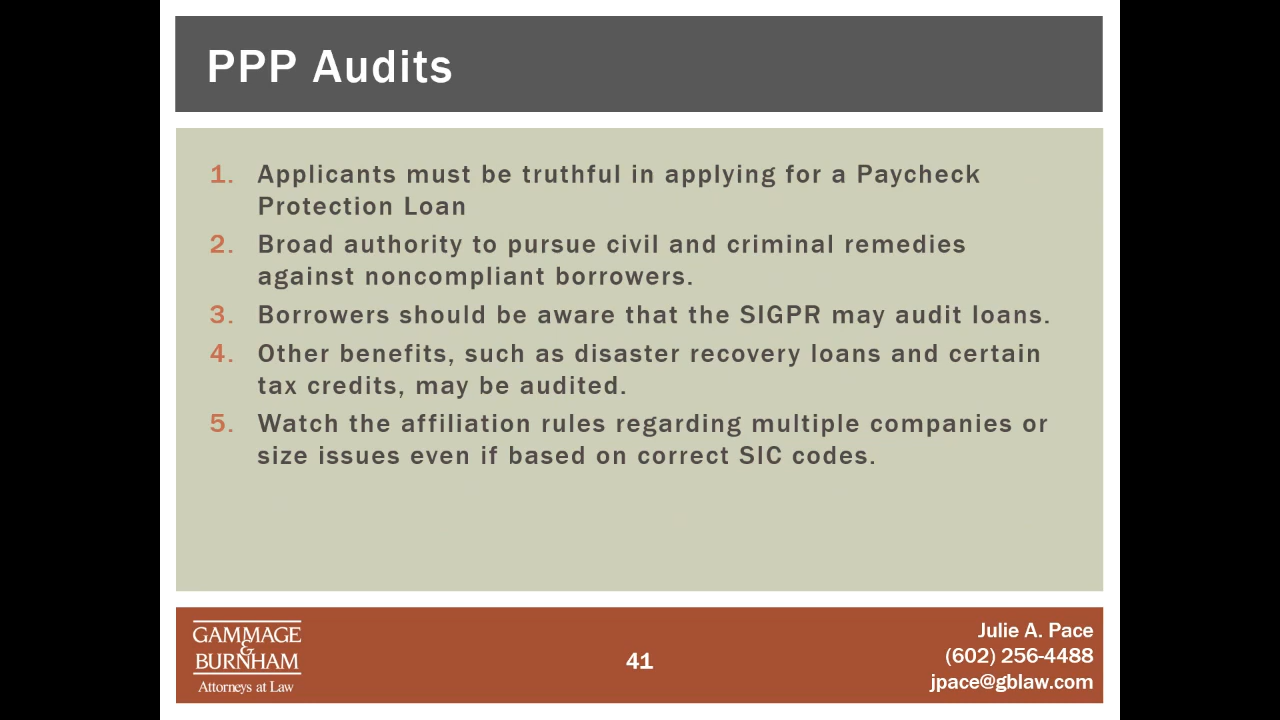 PPP Audits
1. Applicants must be truthful in applying for a Paycheck
Protection Loan
2. Broad authority to pursue civil and criminal remedies
against noncompliant borrowers.
3. Borrowers should be aware that the SIGPR may audit loans.
4. Other benefits, such as disaster recovery loans and certain
tax credits, may be audited.
5. Watch the affiliation rules regarding multiple companies or
size issues even if based on correct SIC codes.
GAMMAGE
&
BURNHAM
Attorneys at Law
41
Julie A. Pace
(602) 256-4488
jpace@gblaw.com